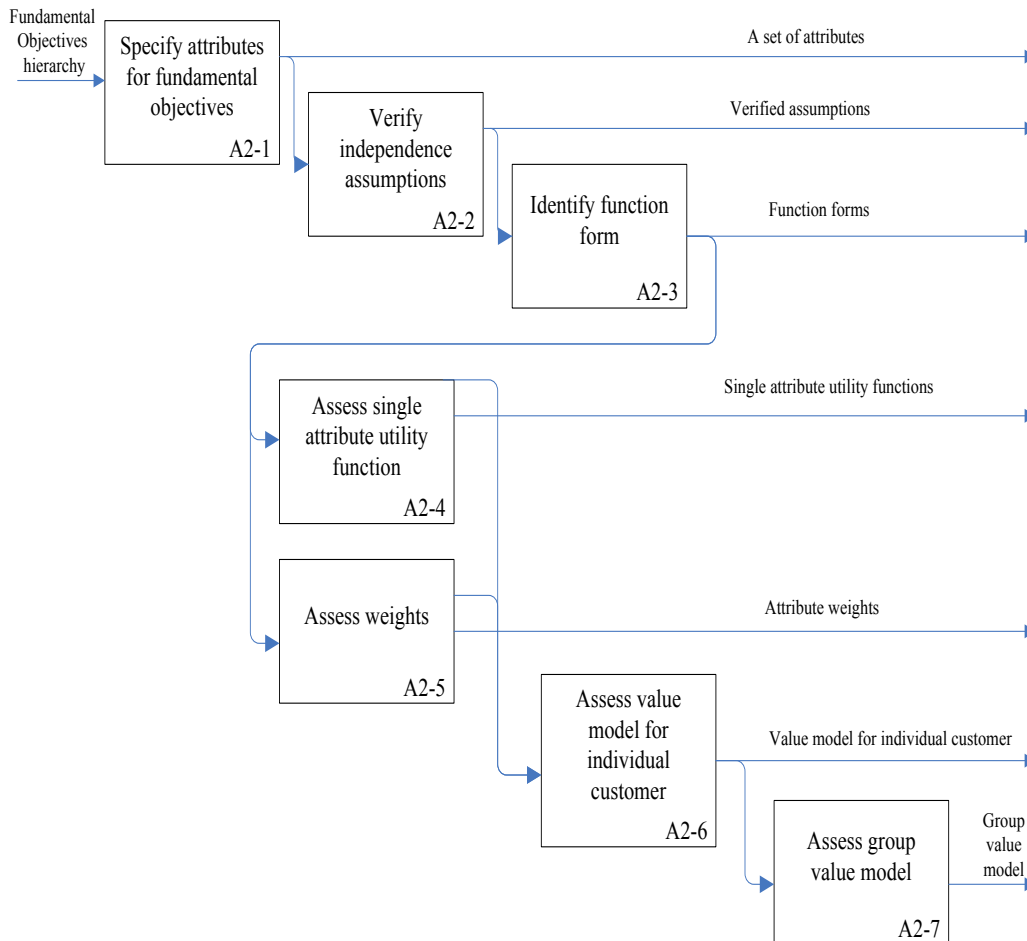 Fundamental
Objectives
hierarchy
Specify attributes
for fundamental
objectives
A2-1
A set of attributes
Verify
independence
assumptions
A2-2
Verified assumptions
Identify function
form
A2-3
Function forms
Assess single
attribute utility
function
A2-4
Single attribute utility functions
Assess weights
A2-5
Attribute weights
Assess value
model for
individual
customer
A2-6
Value model for individual customer
Assess group
value model
A2-7
Group
value
model